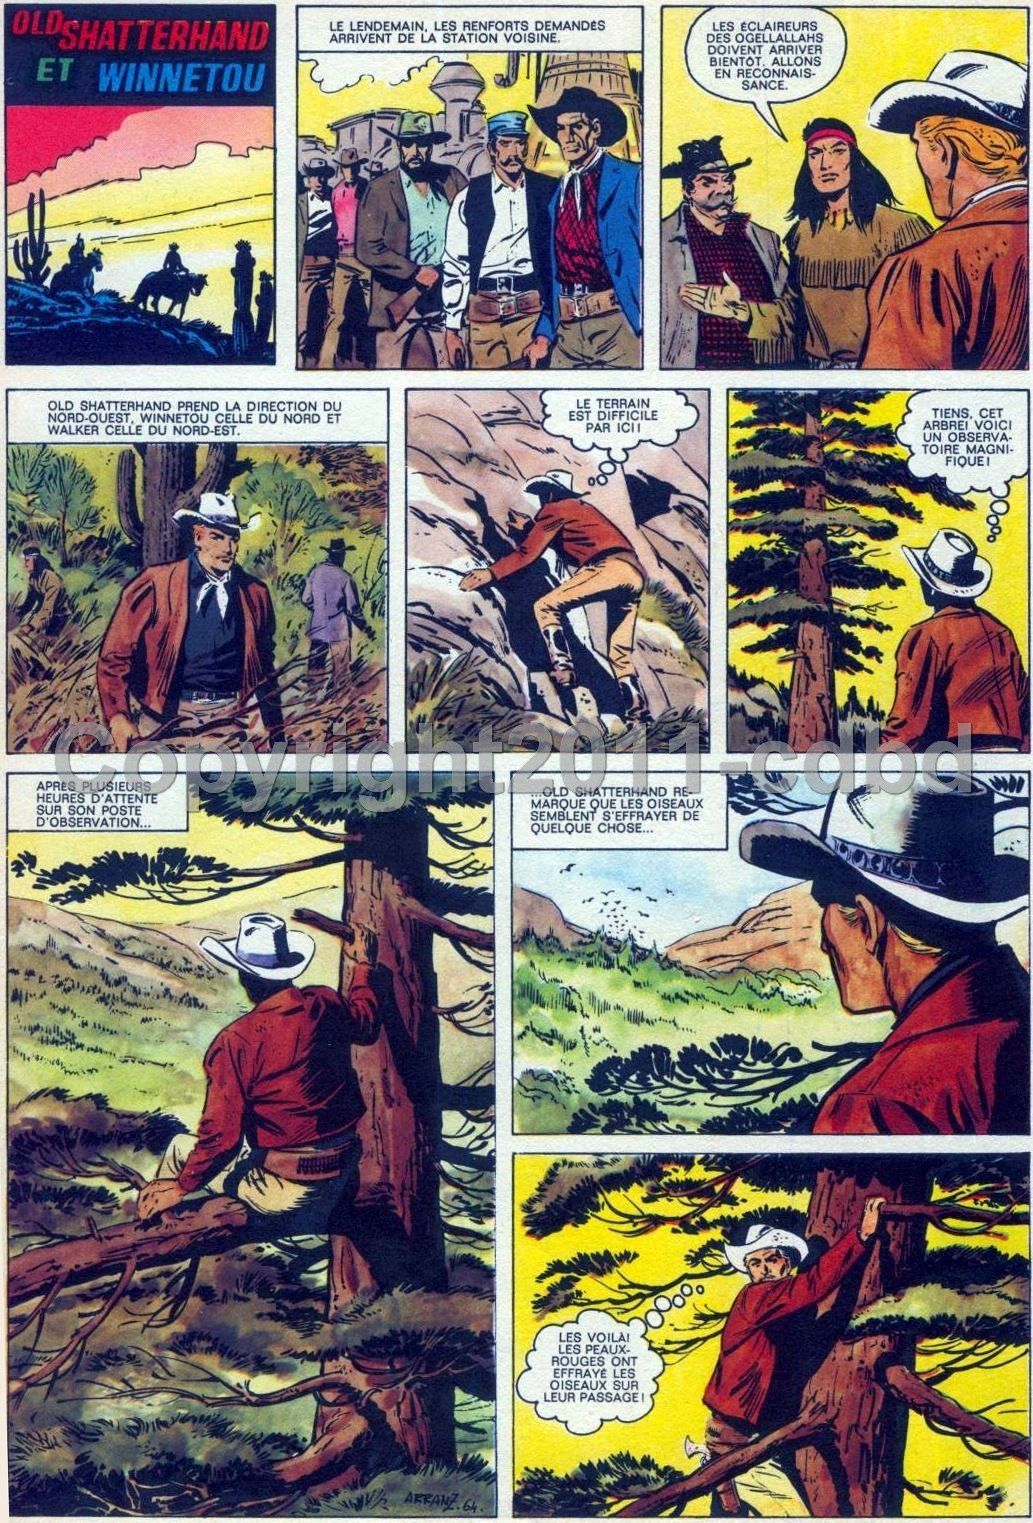 OLD SHATTERHAND
ET WINNETOU
LE LENDEMAIN, LES RENFORTS DEMANDÉS
ARRIVENT DE LA STATION VOISINE.
LES ÉCLAIREURS
DES OGELLALLAHS
DOIVENT ARRIVER
BIENTÔT. ALLONS
EN RECONNAIS-
SANCE.
OLD SHATTERHAND PREND LA DIRECTION DU
NORD-OUEST, WINNETOU CELLE DU NORD ET
WALKER CELLE DU NORD-EST.
LE TERRAIN
EST DIFFICILE
PAR ICI!
TIENS, CET
ARBRE! VOICI
UN OBSERVA-
TOIRE MAGNI-
FIQUE!
Copyright2011-cdbd
APRÈS PLUSIEURS
HEURES D'ATTENTE
SUR SON POSTE
D'OBSERVATION...
...OLD SHATTERHAND RE-
MARQUE QUE LES OISEAUX
SEMBLENT S'EFFRAYER DE
QUELQUE CHOSE...
LES VOILÀ!
LES PEAUX-
ROUGES ONT
EFFRAYÉ LES
OISEAUX SUR
LEUR PASSAGE!
ARRANZ-64.